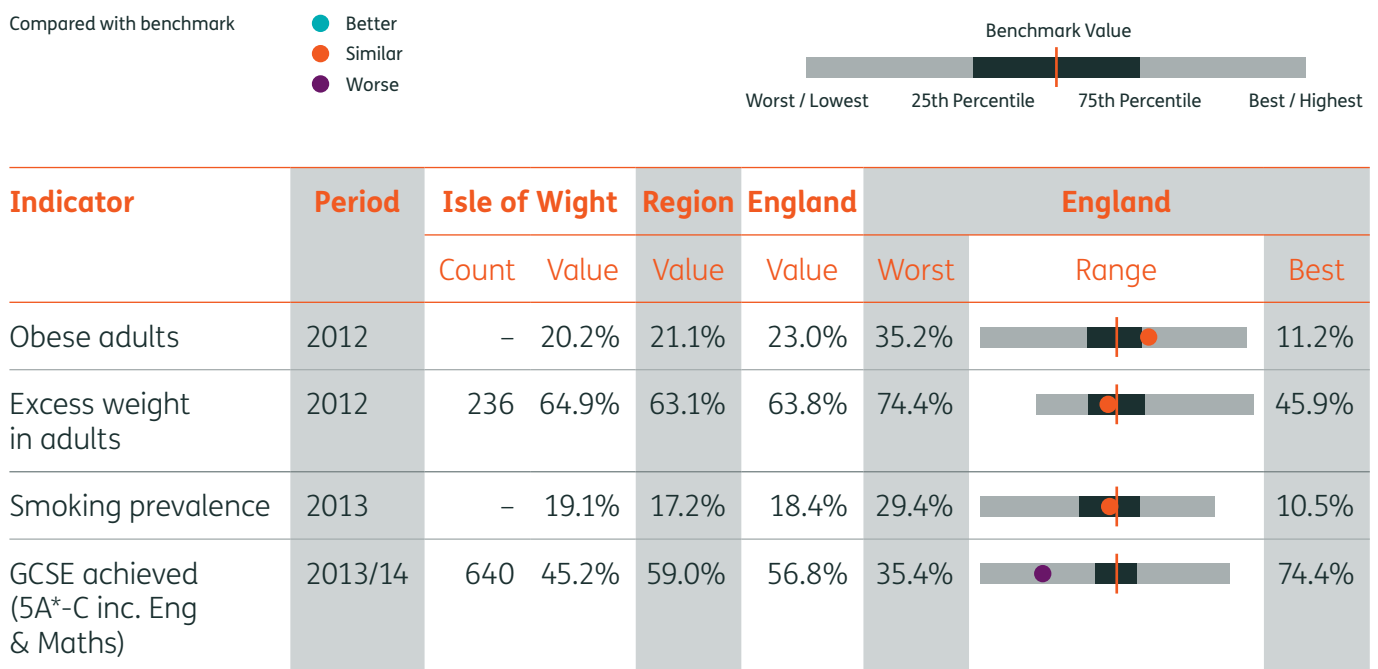 Compared with benchmark
Better
Similar
Worse
Benchmark Value
Worst / Lowest 25th Percentile 75th Percentile Best / Highest
Indicator Period Isle of Wight Region England England
Count Value Value Value Worst Range Best
Obese adults 2012 – 20.2% 21.1% 23.0% 35.2% 11.2%
Excess weight 2012 236 64.9% 63.1% 63.8% 74.4% 45.9%
in adults
Smoking prevalence 2013 – 19.1% 17.2% 18.4% 29.4% 10.5%
GCSE achieved 2013/14 640 45.2% 59.0% 56.8% 35.4% 74.4%
(5A*-C inc. Eng
& Maths)